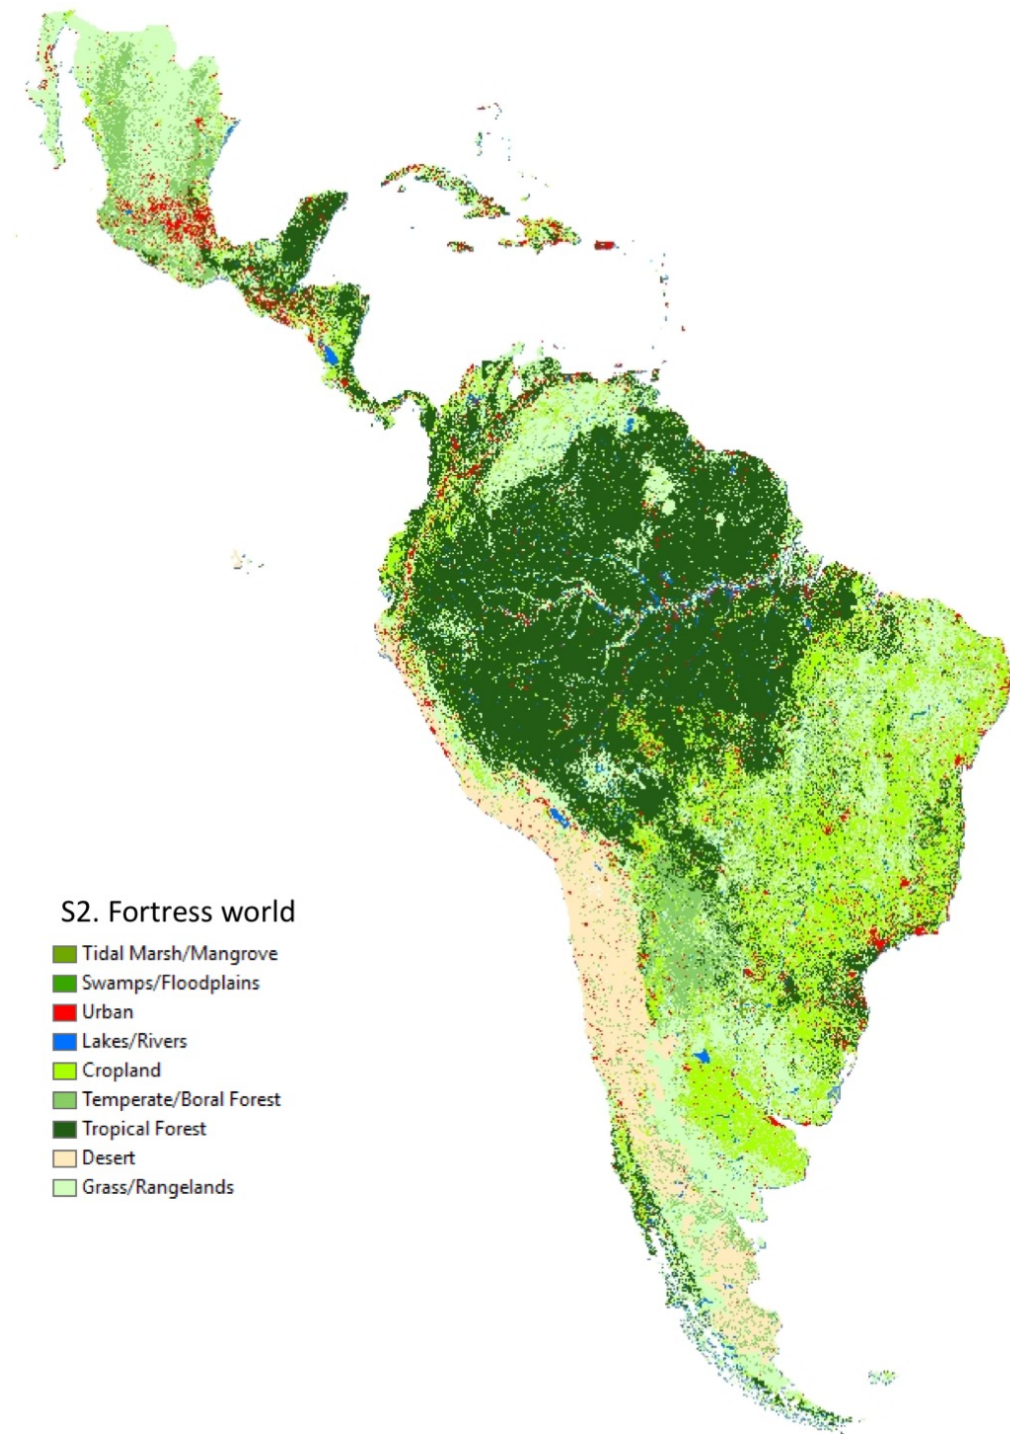 S2. Fortress world
Tidal Marsh/Mangrove
Swamps/Floodplains
Urban
Lakes/Rivers
Cropland
Temperate/Boral Forest
Tropical Forest
Desert
Grass/Rangelands